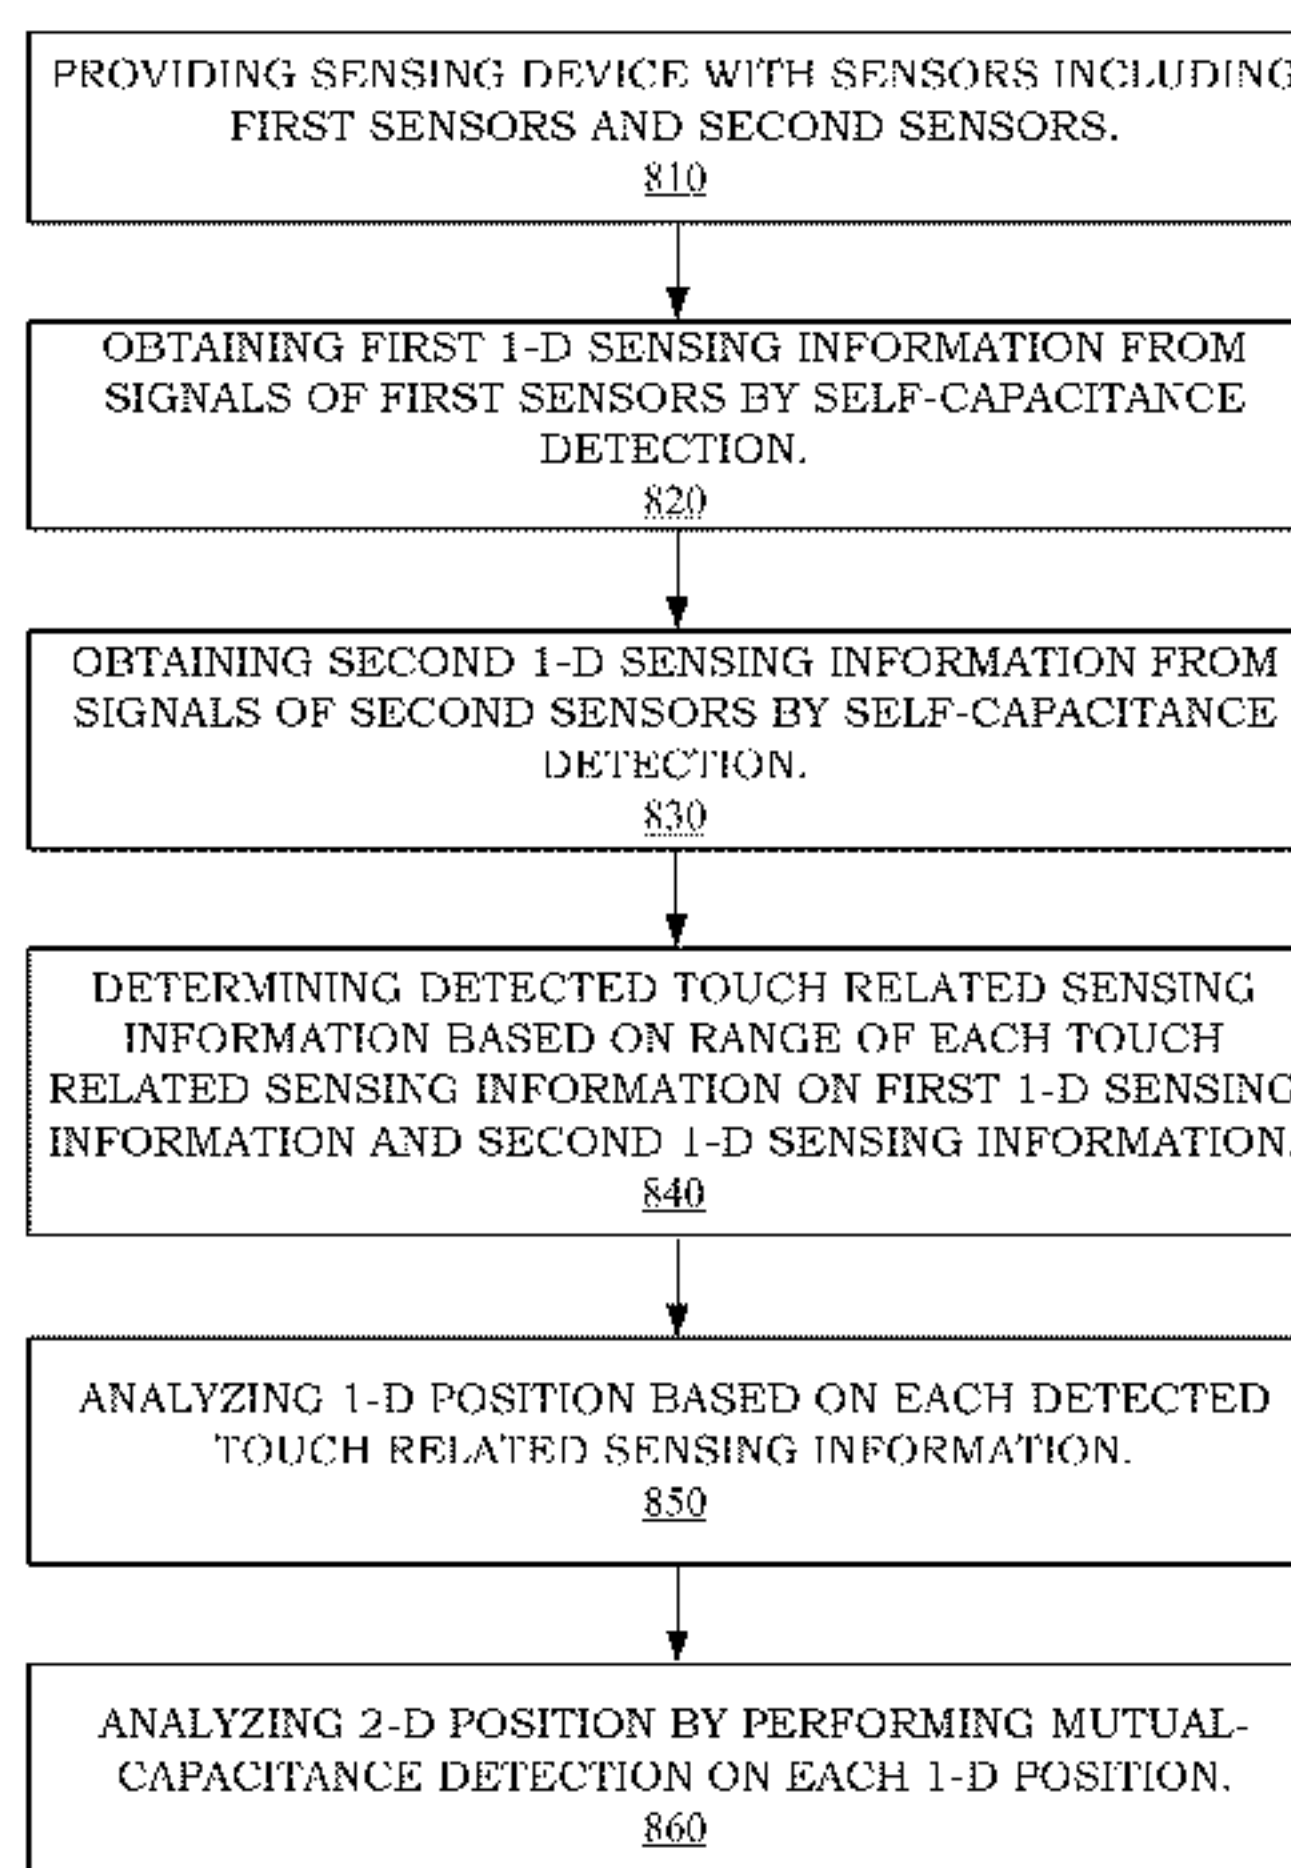 PROVIDING SENSING DEVICE WITH SENSORS INCLUDING
FIRST SENSORS AND SECOND SENSORS.
810
OBTAINING FIRST 1-D SENSING INFORMATION FROM
SIGNALS OF FIRST SENSORS BY SELF-CAPACITANCE
DETECTION.
820
OBTAINING SECOND 1-D SENSING INFORMATION FROM
SIGNALS OF SECOND SENSORS BY SELF-CAPACITANCE
DETECTION.
830
DETERMINING DETECTED TOUCH RELATED SENSING
INFORMATION BASED ON RANGE OF EACH TOUCH
RELATED SENSING INFORMATION ON FIRST 1-D SENSING
INFORMATION AND SECOND 1-D SENSING INFORMATION.
840
ANALYZING 1-D POSITION BASED ON EACH DETECTED
TOUCH RELATED SENSING INFORMATION.
850
ANALYZING 2-D POSITION BY PERFORMING MUTUAL-
CAPACITANCE DETECTION ON EACH 1-D POSITION.
860